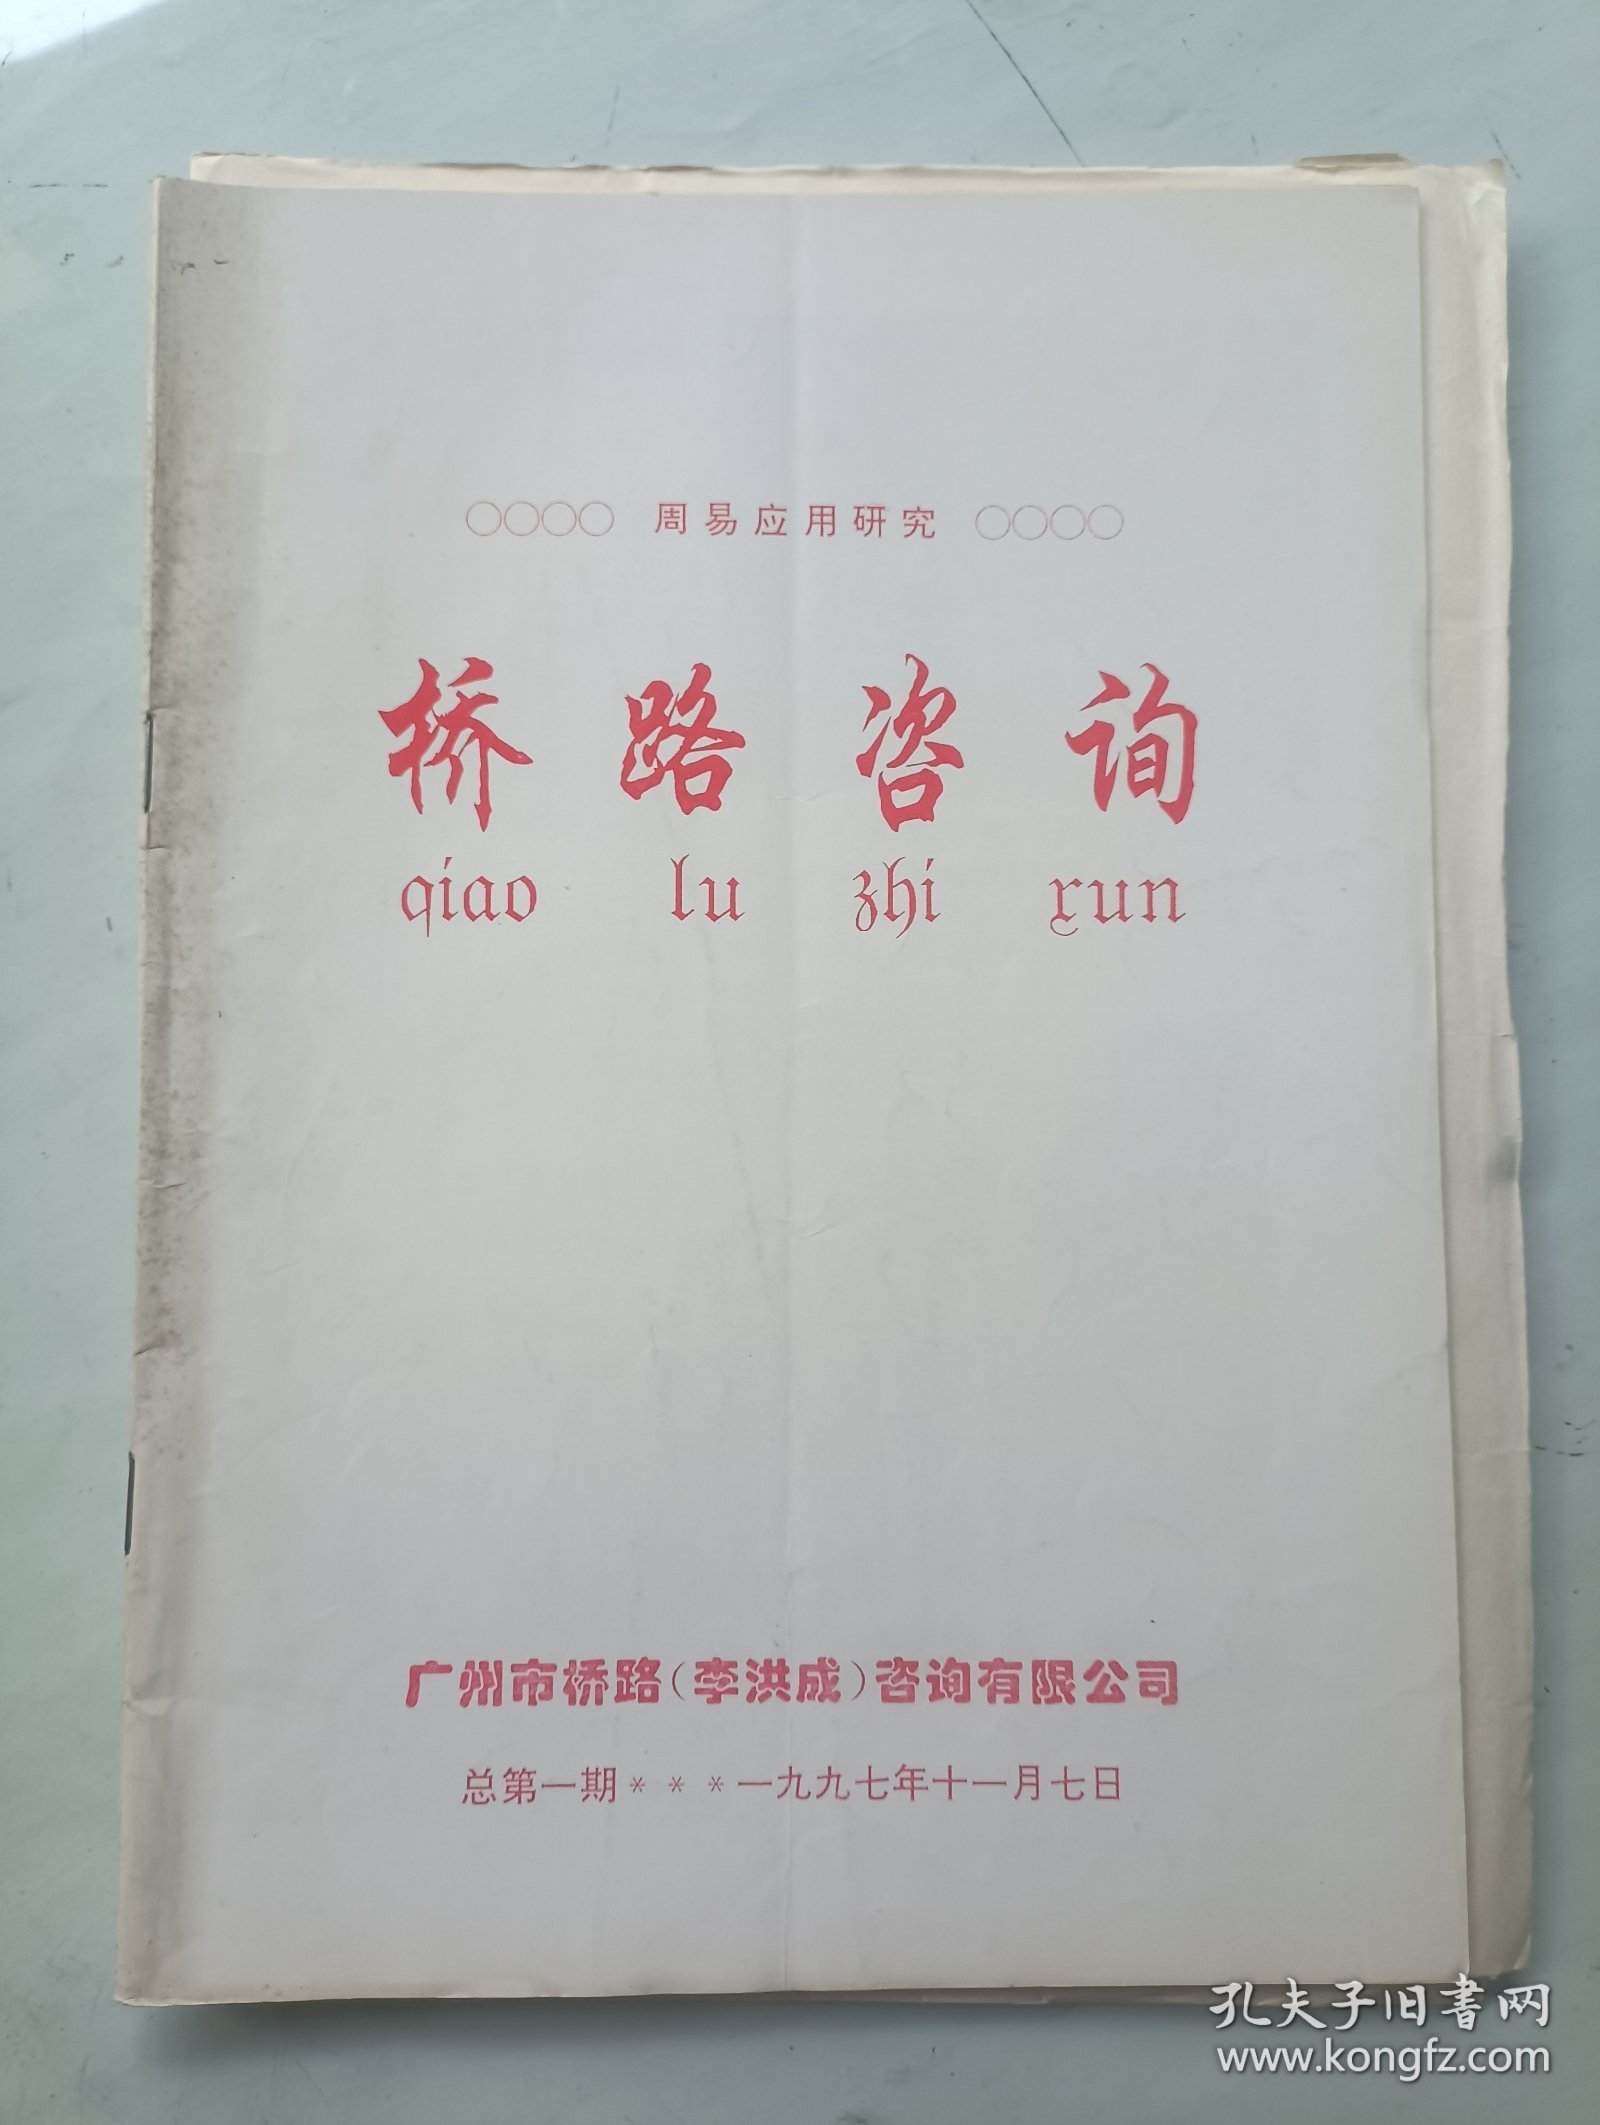 ○○○○ 周易应用研究 ○○○○
桥路咨询
qiao lu zhi xun
广州市桥路(李洪成)咨询有限公司
总第一期＊＊＊一九九七年十一月七日
孔夫子旧书网
www.kongfz.com